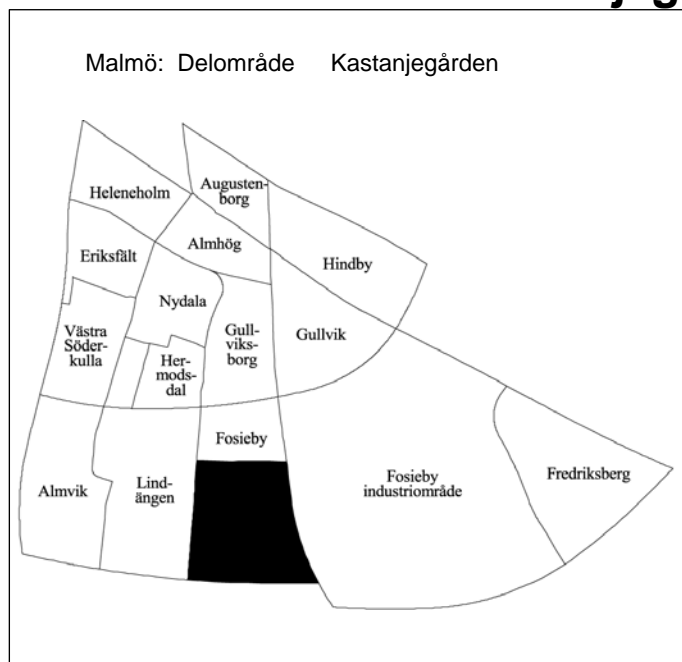 Malmö: Delområde Kastanjegården
Heleneholm
Augusten-
borg
Almhög
Eriksfält
Hindby
Nydala
Västra
Söder-
kulla
Gull-
viks-
borg
Gullvik
Her-
mods-
dal
Fosieby
Almvik
Lind-
ängen
Fosieby
industriområde
Fredriksberg